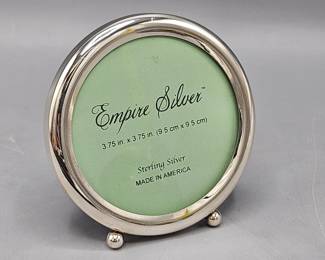 Empire Silver™
3.75 in. x 3.75 in. (9.5 cm x 9.5 cm)
Sterling Silver
MADE IN AMERICA